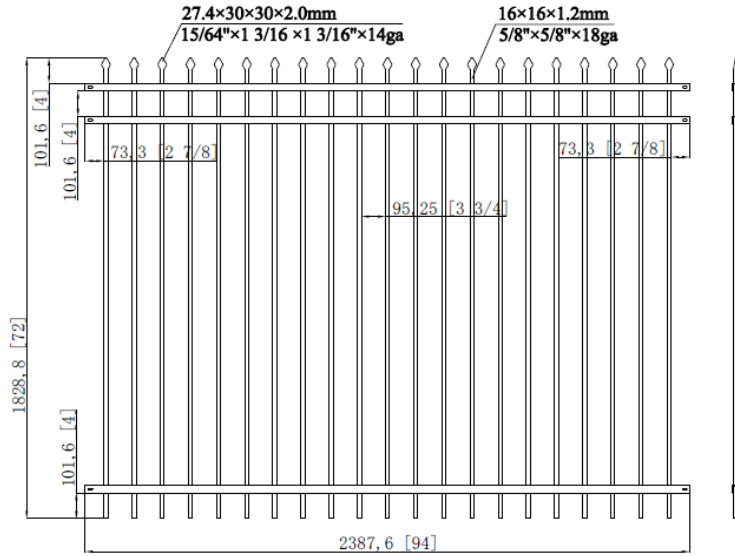 27.4×30×30×2.0mm
15/64"×1 3/16 ×1 3/16"×14ga
16×16×1.2mm
5/8"×5/8"×18ga
101,6 [4]
101,6 [4]
73,3 [2 7/8]
73,3 [2 7/8]
95,25 [3 3/4]
1828,8 [72]
101,6 [4]
2387,6 [94]